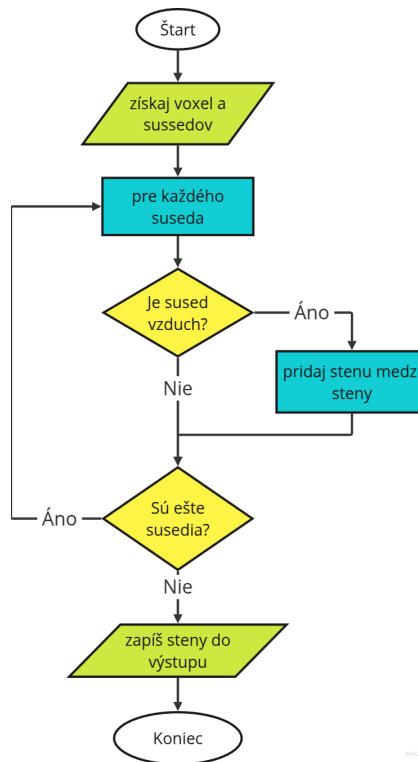 Štart
získaj voxel a
sussedov
pre každého
suseda
Je sused
vzduch?
Áno
pridaj stenu medz
steny
Nie
Sú ešte
susedia?
Áno
Nie
zapíš steny do
výstupu
Koniec